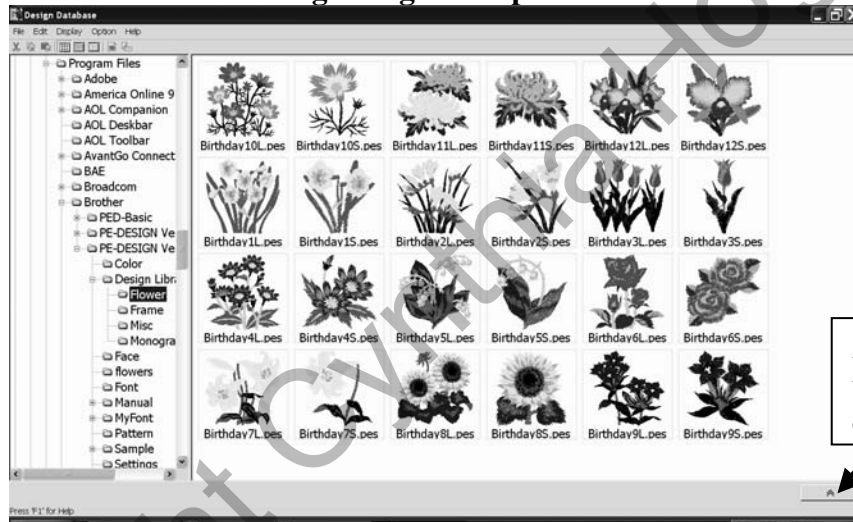 Design Database
File Edit Display Option Help
Program Files
Adobe
America Online 9
AOL Companion
AOL Deskbar
AOL Toolbar
AvantGo Connect
BAE
Broadcom
Brother
PED-Basic
PE-DESIGN Ve
PE-DESIGN Ve
Color
Design Libr
Flower
Frame
Misc
Monogra
Face
flowers
Font
Manual
MyFont
Pattern
Sample
Settings
Birthday10L.pes Birthday10S.pes Birthday11L.pes Birthday11S.pes Birthday12L.pes Birthday12S.pes
Birthday1L.pes Birthday1S.pes Birthday2L.pes Birthday2S.pes Birthday3L.pes Birthday3S.pes
Birthday4L.pes Birthday4S.pes Birthday5L.pes Birthday5S.pes Birthday6L.pes Birthday6S.pes
Birthday7L.pes Birthday7S.pes Birthday8L.pes Birthday8S.pes Birthday9L.pes Birthday9S.pes
Press 'F1' for Help
Cynthia